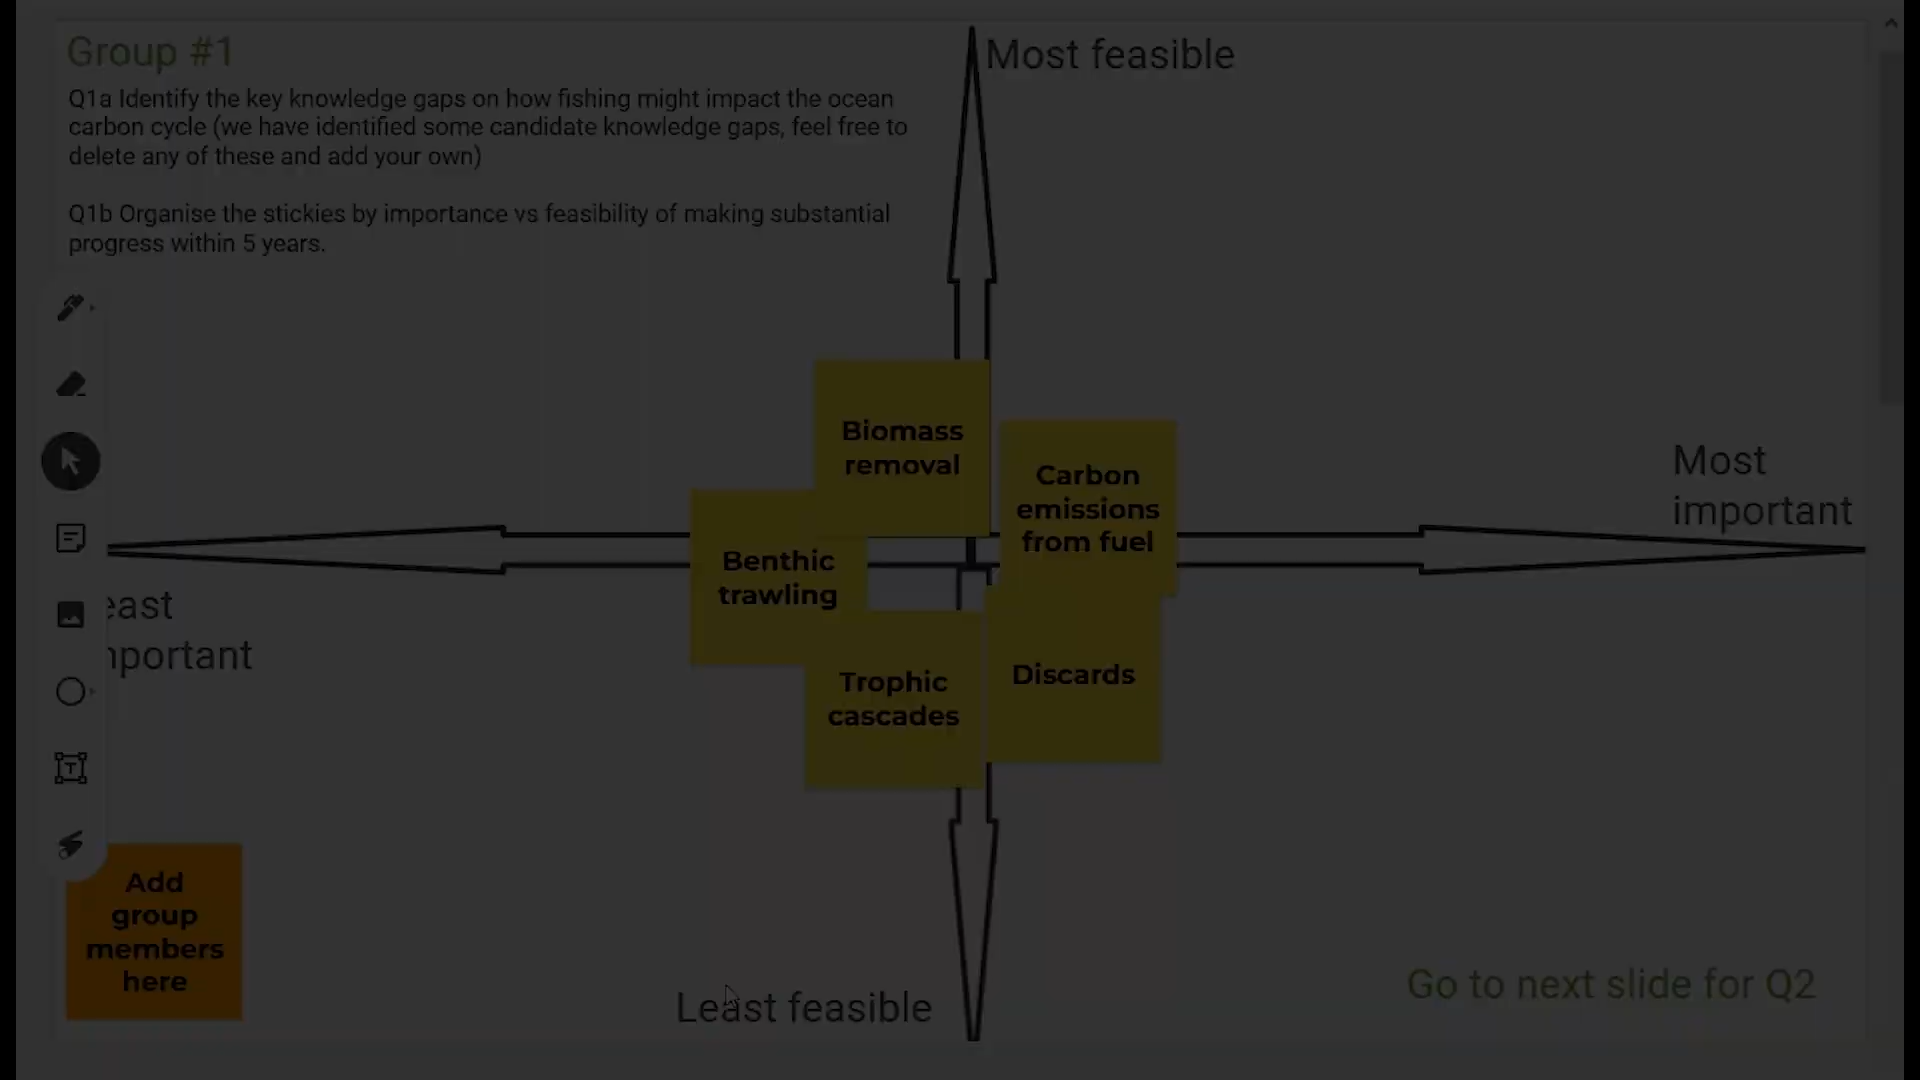 Group #1
Q1a Identify the key knowledge gaps on how fishing might impact the ocean
carbon cycle (we have identified some candidate knowledge gaps, feel free to
delete any of these and add your own)
Q1b Organise the stickies by importance vs feasibility of making substantial
progress within 5 years.
Most feasible
Biomass
removal
Carbon
emissions
from fuel
Most
important
Benthic
trawling
east
nportant
Trophic
cascades
Discards
Add
group
members
here
Least feasible
Go to next slide for Q2